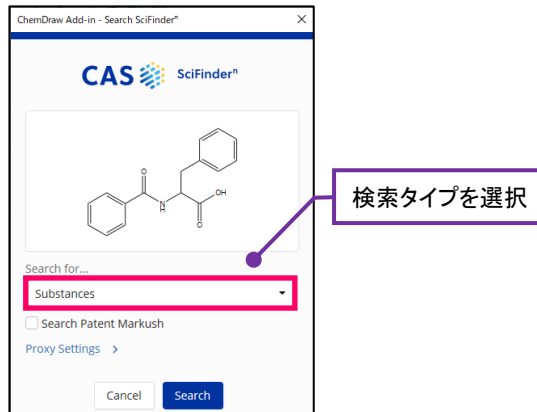 ChemDraw Add-in - Search SciFinderⁿ
CAS SciFinderⁿ
O
OH
N
H
O
検索タイプを選択
Search for...
Substances
Search Patent Markush
Proxy Settings >
Cancel Search